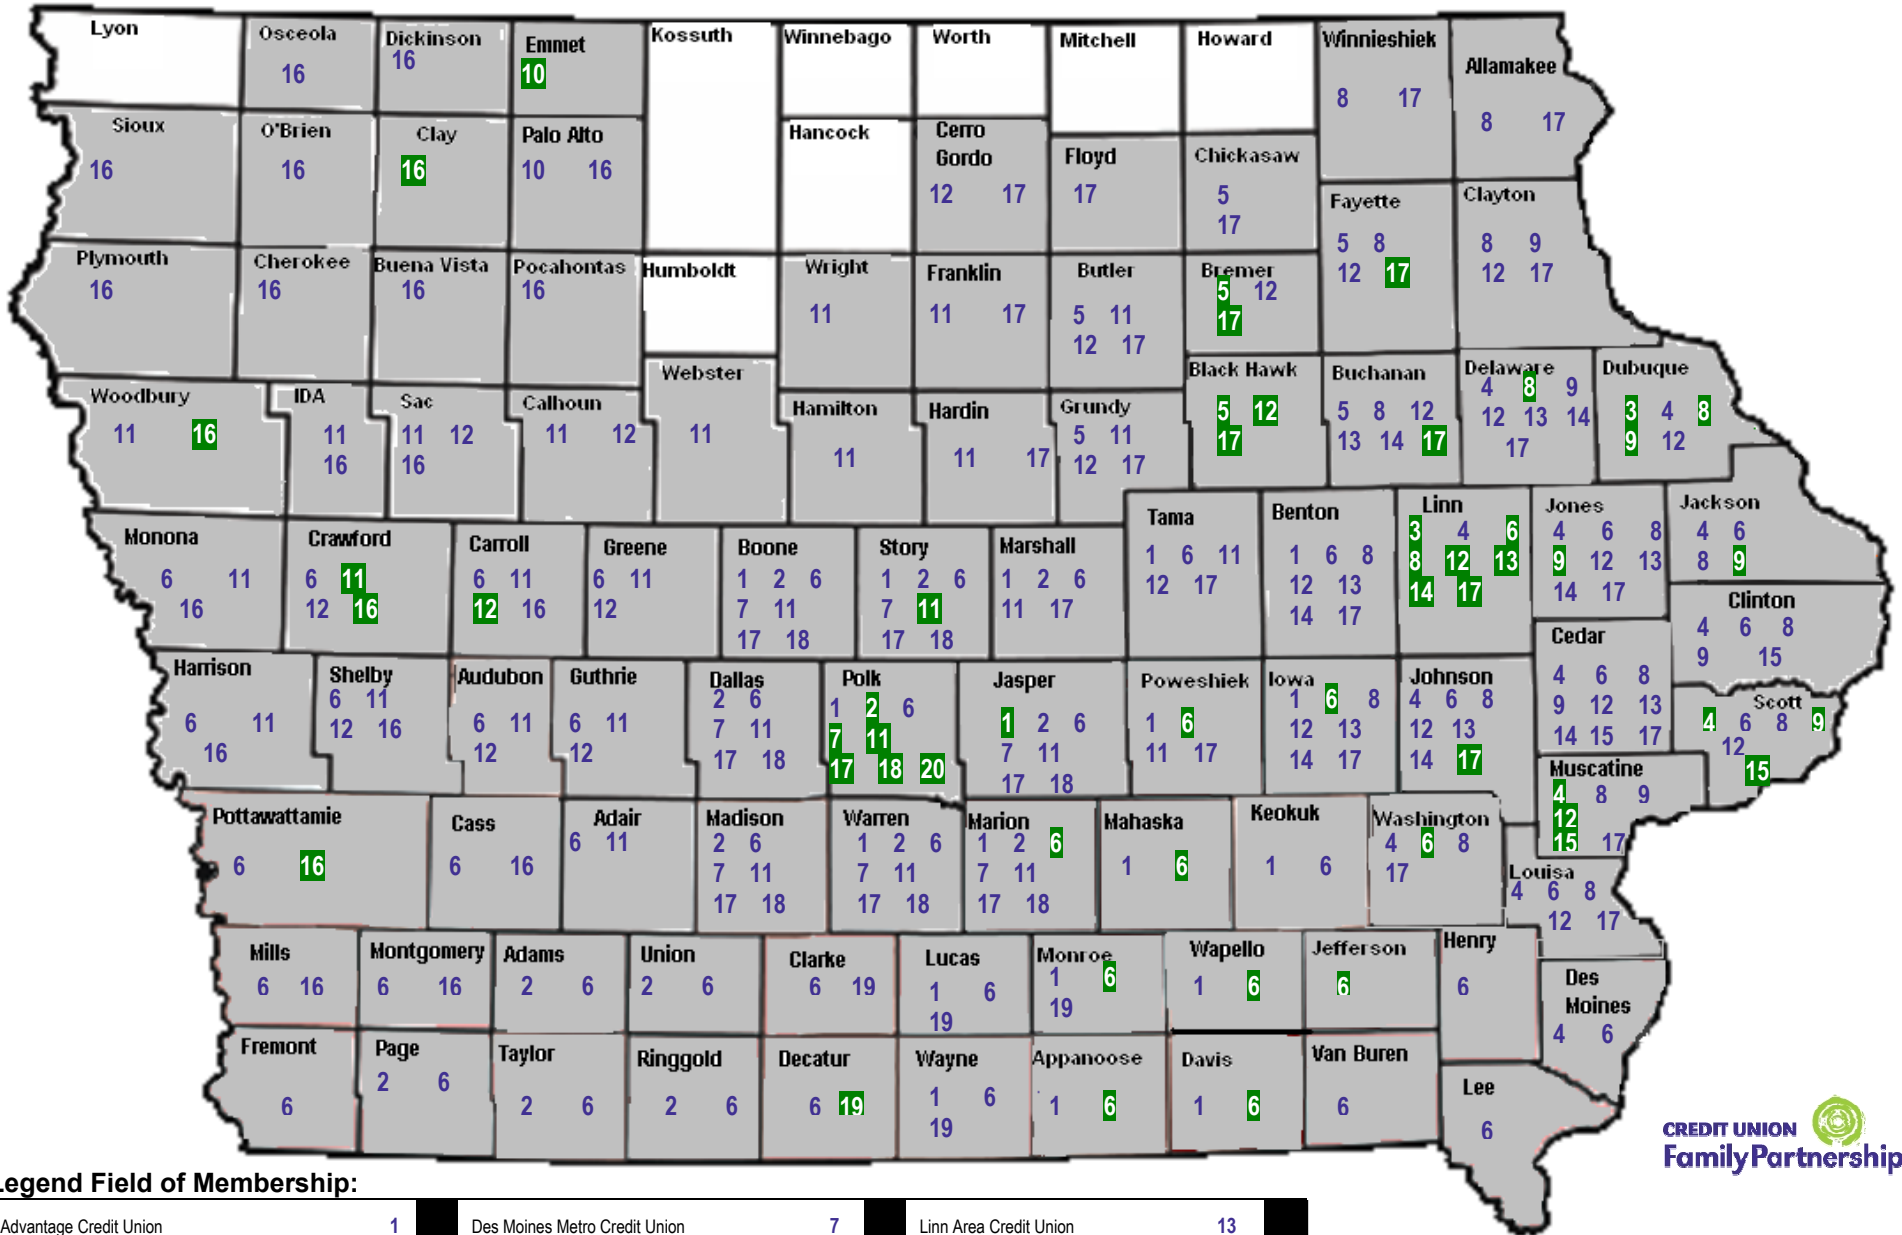 Lyon
Osceola
16
Dickinson
16
Emmet
10
Kossuth
Winnebago
Worth
Mitchell
Howard
Winnieshiek
8 17
Allamakee
8 17
Sioux
16
O'Brien
16
Clay
16
Palo Alto
10 16
Hancock
Cerro
Gordo
12 17
Floyd
17
Chickasaw
5
17
Fayette
5 8
12 17
Clayton
8 9
12 17
Plymouth
16
Cherokee
16
Buena Vista
16
Pocahontas
16
Humboldt
Wright
11
Franklin
11 17
Butler
5 11
12 17
Bremer
5 12
17
Woodbury
11 16
IDA
11
16
Sac
11 12
16
Calhoun
11 12
Webster
11
Hamilton
11
Hardin
11 17
Grundy
5 11
12 17
Black Hawk
5 12
17
Buchanan
5 8 12
13 14 17
Delaware
4 8 9
12 13 14
17
Dubuque
3 4 8
9 12
Monona
6 11
16
Crawford
6 11
12 16
Carroll
6 11
12 16
Greene
6 11
12
Boone
1 2 6
7 11
17 18
Story
1 2 6
7 11
17 18
Marshall
1 2 6
11 17
Tama
1 6 11
12 17
Benton
1 6 8
12 13
14 17
Linn
3 4 6
8 12 13
14 17
Jones
4 6 8
9 12 13
14 17
Jackson
4 6
8 9
Clinton
4 6 8
9 15
Harrison
6 11
16
Shelby
6 11
12 16
Audubon
6 11
12
Guthrie
6 11
12
Dallas
2 6
7 11
17 18
Polk
1 2 6
7 11
17 18 20
Jasper
1 2 6
7 11
17 18
Poweshiek
1 6
11 17
Iowa
1 6 8
12 13
14 17
Johnson
4 6 8
12 13
14 17
Cedar
4 6 8
9 12 13
14 15 17
Scott
4 6 8 9
12
15
Muscatine
4 8 9
12
15 17
Pottawattamie
6 16
Cass
6 16
Adair
6 11
Madison
2 6
7 11
17 18
Warren
1 2 6
7 11
17 18
Marion
1 2 6
7 11
17 18
Mahaska
1 6
Keokuk
1 6
Washington
4 6 8
17
Louisa
4 6 8
12 17
Mills
6 16
Montgomery
6 16
Adams
2 6
Union
2 6
Clarke
6 19
Lucas
1 6
19
Monroe
1 6
19
Wapello
1 6
Jefferson
6
Henry
6
Des
Moines
4 6
Fremont
6
Page
2 6
Taylor
2 6
Ringgold
2 6
Decatur
6 19
Wayne
1 6
19
Appanoose
1 6
Davis
1 6
Van Buren
6
Lee
6
CREDIT UNION
Family Partnership
Legend Field of Membership:
Advantage Credit Union 1 Des Moines Metro Credit Union 7 Linn Area Credit Union 13